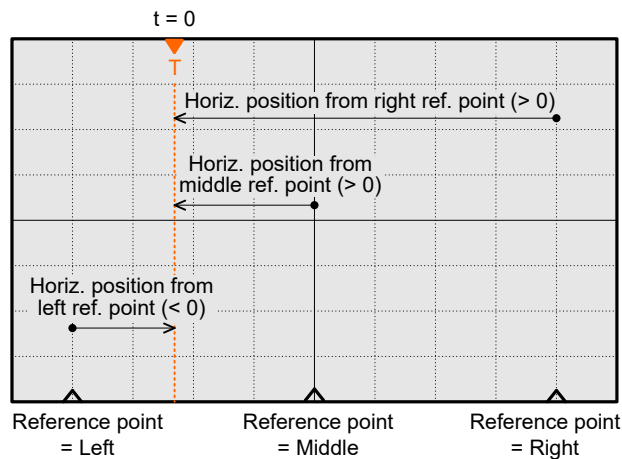 t = 0
T
Horiz. position from right ref. point (> 0)
Horiz. position from
middle ref. point (> 0)
Horiz. position from
left ref. point (< 0)
Reference point
= Left
Reference point
= Middle
Reference point
= Right